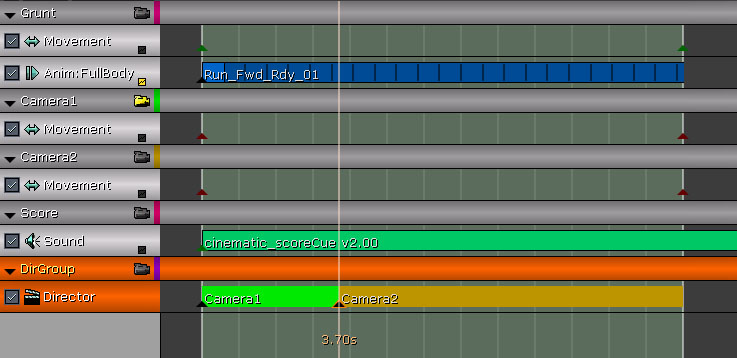 Grunt
Movement
Anim:FullBody Run_Fwd_Rdy_01
Camera1
Movement
Camera2
Movement
Score
Sound cinematic_scoreCue v2.00
DirGroup
Director Camera1 Camera2
3.70s